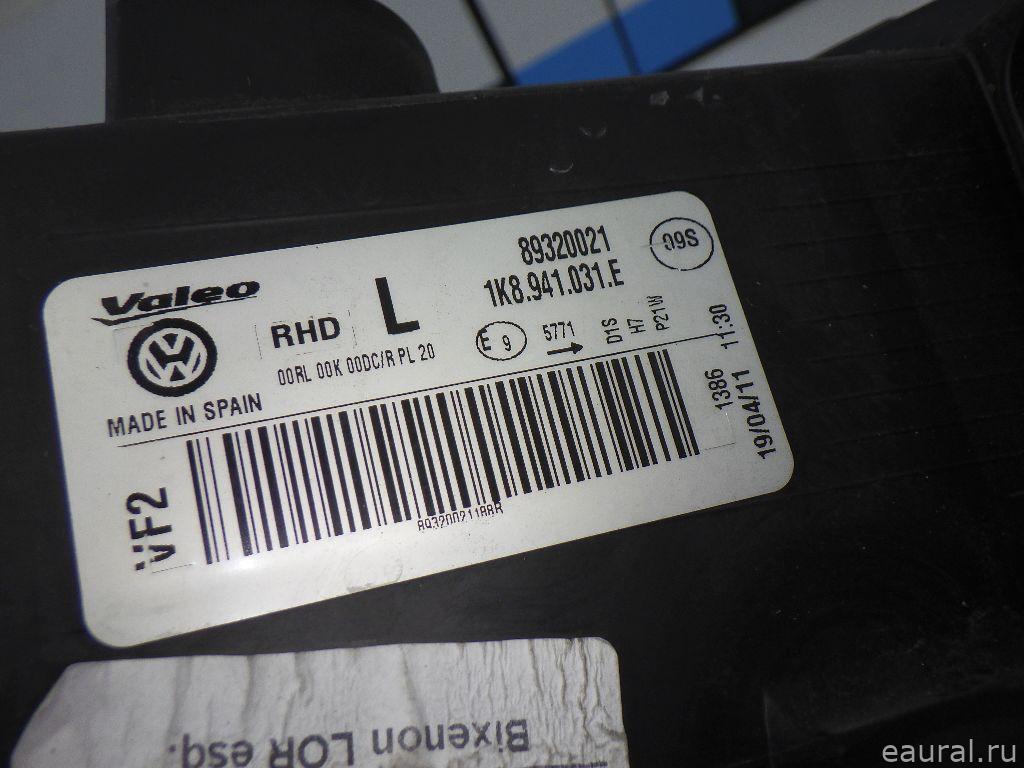 Valeo
RHD
L
89320021
1K8.941.031.E
09S
00RL 00K 00DC/R PL 20
E 9
5771
D1S
H7
P21W
MADE IN SPAIN
1386 11:30
19/04/11
VF2
Bixenon LOR esq.
eaural.ru